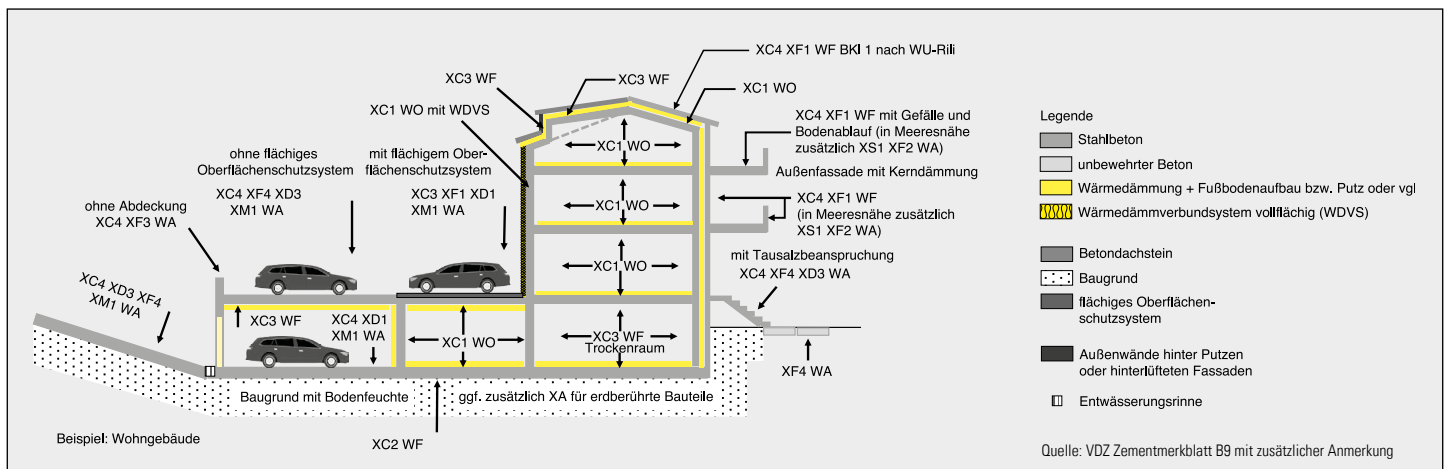 XC4 XF1 WF BKl 1 nach WU-Rili
XC3 WF
XC3 WF
XC1 WO
XC1 WO mit WDVS
XC4 XF1 WF mit Gefälle und
Bodenablauf (in Meeresnähe
zusätzlich XS1 XF2 WA)
ohne flächiges
Oberflächenschutzsystem
XC4 XF4 XD3
XM1 WA
mit flächigem Ober-
flächenschutzsystem
XC3 XF1 XD1
XM1 WA
XC1 WO
Außenfassade mit Kerndämmung
ohne Abdeckung
XC4 XF3 WA
XC1 WO
XC4 XF1 WF
(in Meeresnähe zusätzlich
XS1 XF2 WA)
XC1 WO
mit Tausalzbeanspruchung
XC4 XF4 XD3 WA
XC4 XD3 XF4
XM1 WA
XC3 WF
XC4 XD1
XM1 WA
XC1 WO
XC3 WF
Trockenraum
XF4 WA
Baugrund mit Bodenfeuchte
ggf. zusätzlich XA für erdberührte Bauteile
Beispiel: Wohngebäude
XC2 WF
Legende
Stahlbeton
unbewehrter Beton
Wärmedämmung + Fußbodenaufbau bzw. Putz oder vgl
Wärmedämmverbundsystem vollflächig (WDVS)
Betondachstein
Baugrund
flächiges Oberflächen-
schutzsystem
Außenwände hinter Putzen
oder hinterlüfteten Fassaden
Entwässerungsrinne
Quelle: VDZ Zementmerkblatt B9 mit zusätzlicher Anmerkung